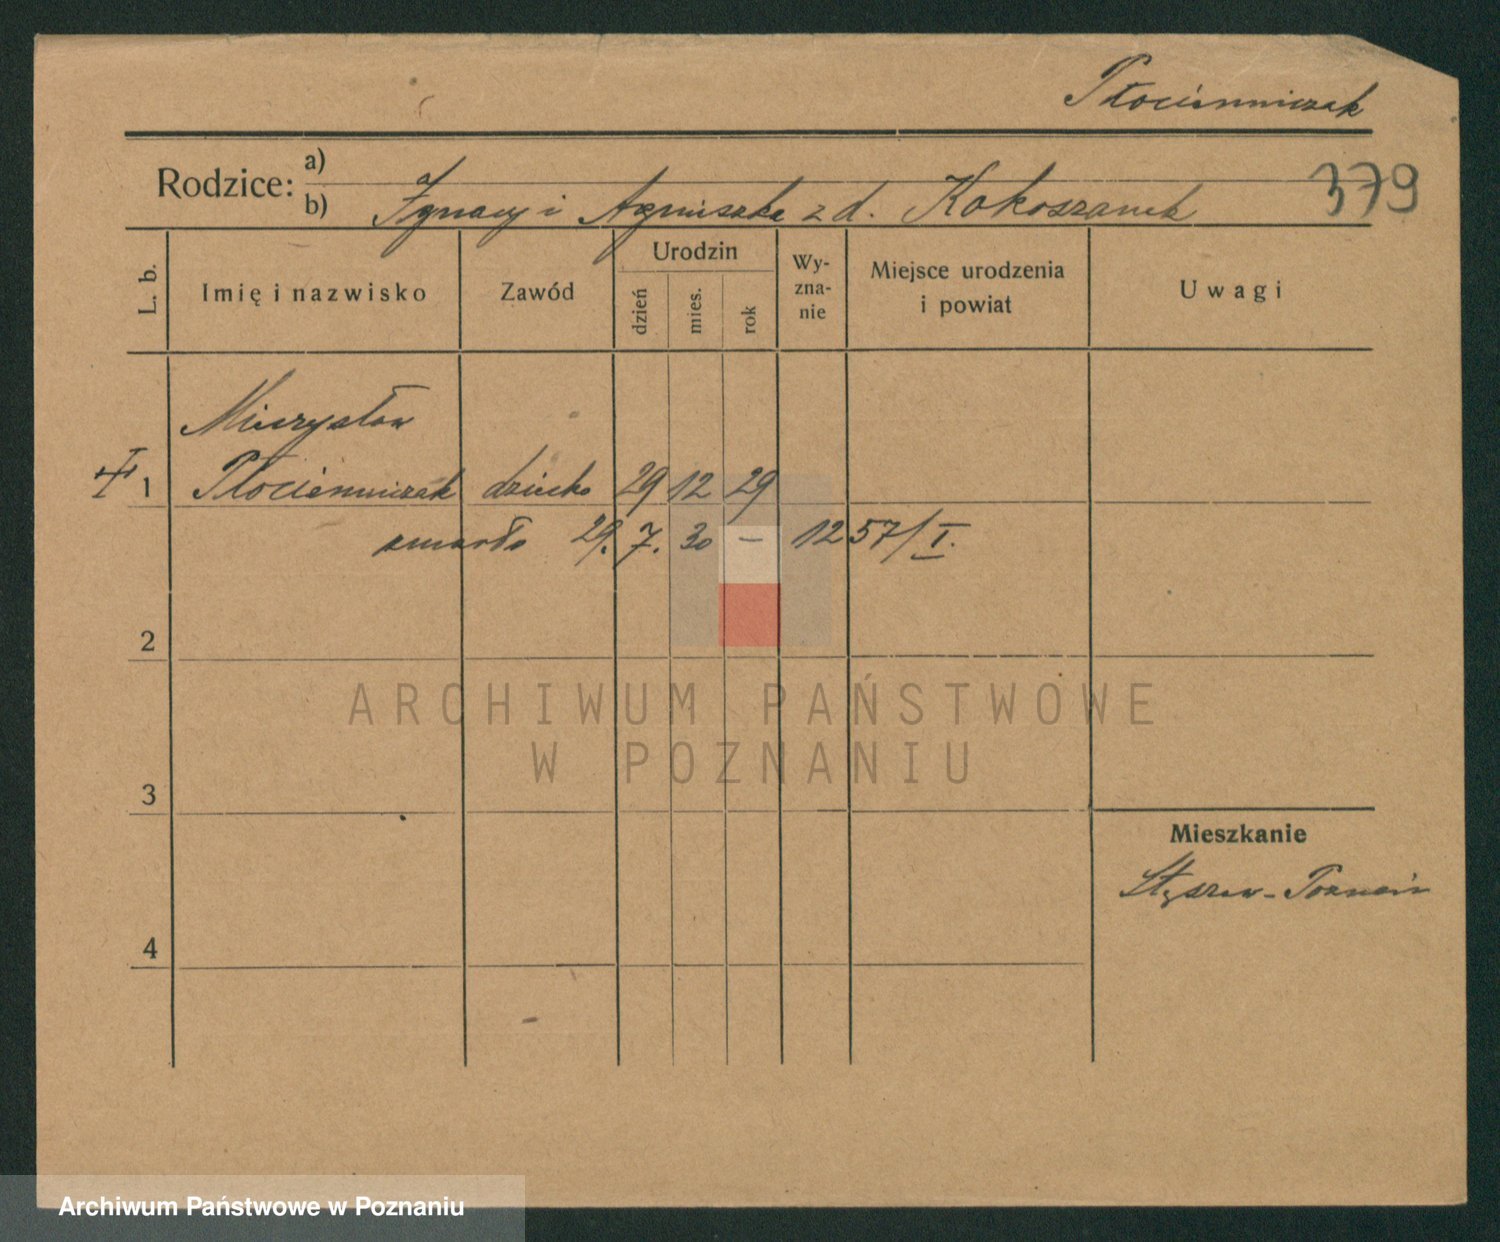 Płocienniczak
Rodzice: a)
b) Ignacy i Agnieszka z d. Kokoszanek
379
L. b.
Imię i nazwisko
Zawód
Urodzin
dzień
mies.
rok
Wy-
zna-
nie
Miejsce urodzenia
i powiat
Uwagi
Mieczysław
1 Płocienniczak dziecko 29 12 29
zmarło 29. 7. 30 — 1257/I.
2
ARCHIWUM PAŃSTWOWE
W POZNANIU
3
Mieszkanie
Stęszew - Poznań
4
Archiwum Państwowe w Poznaniu